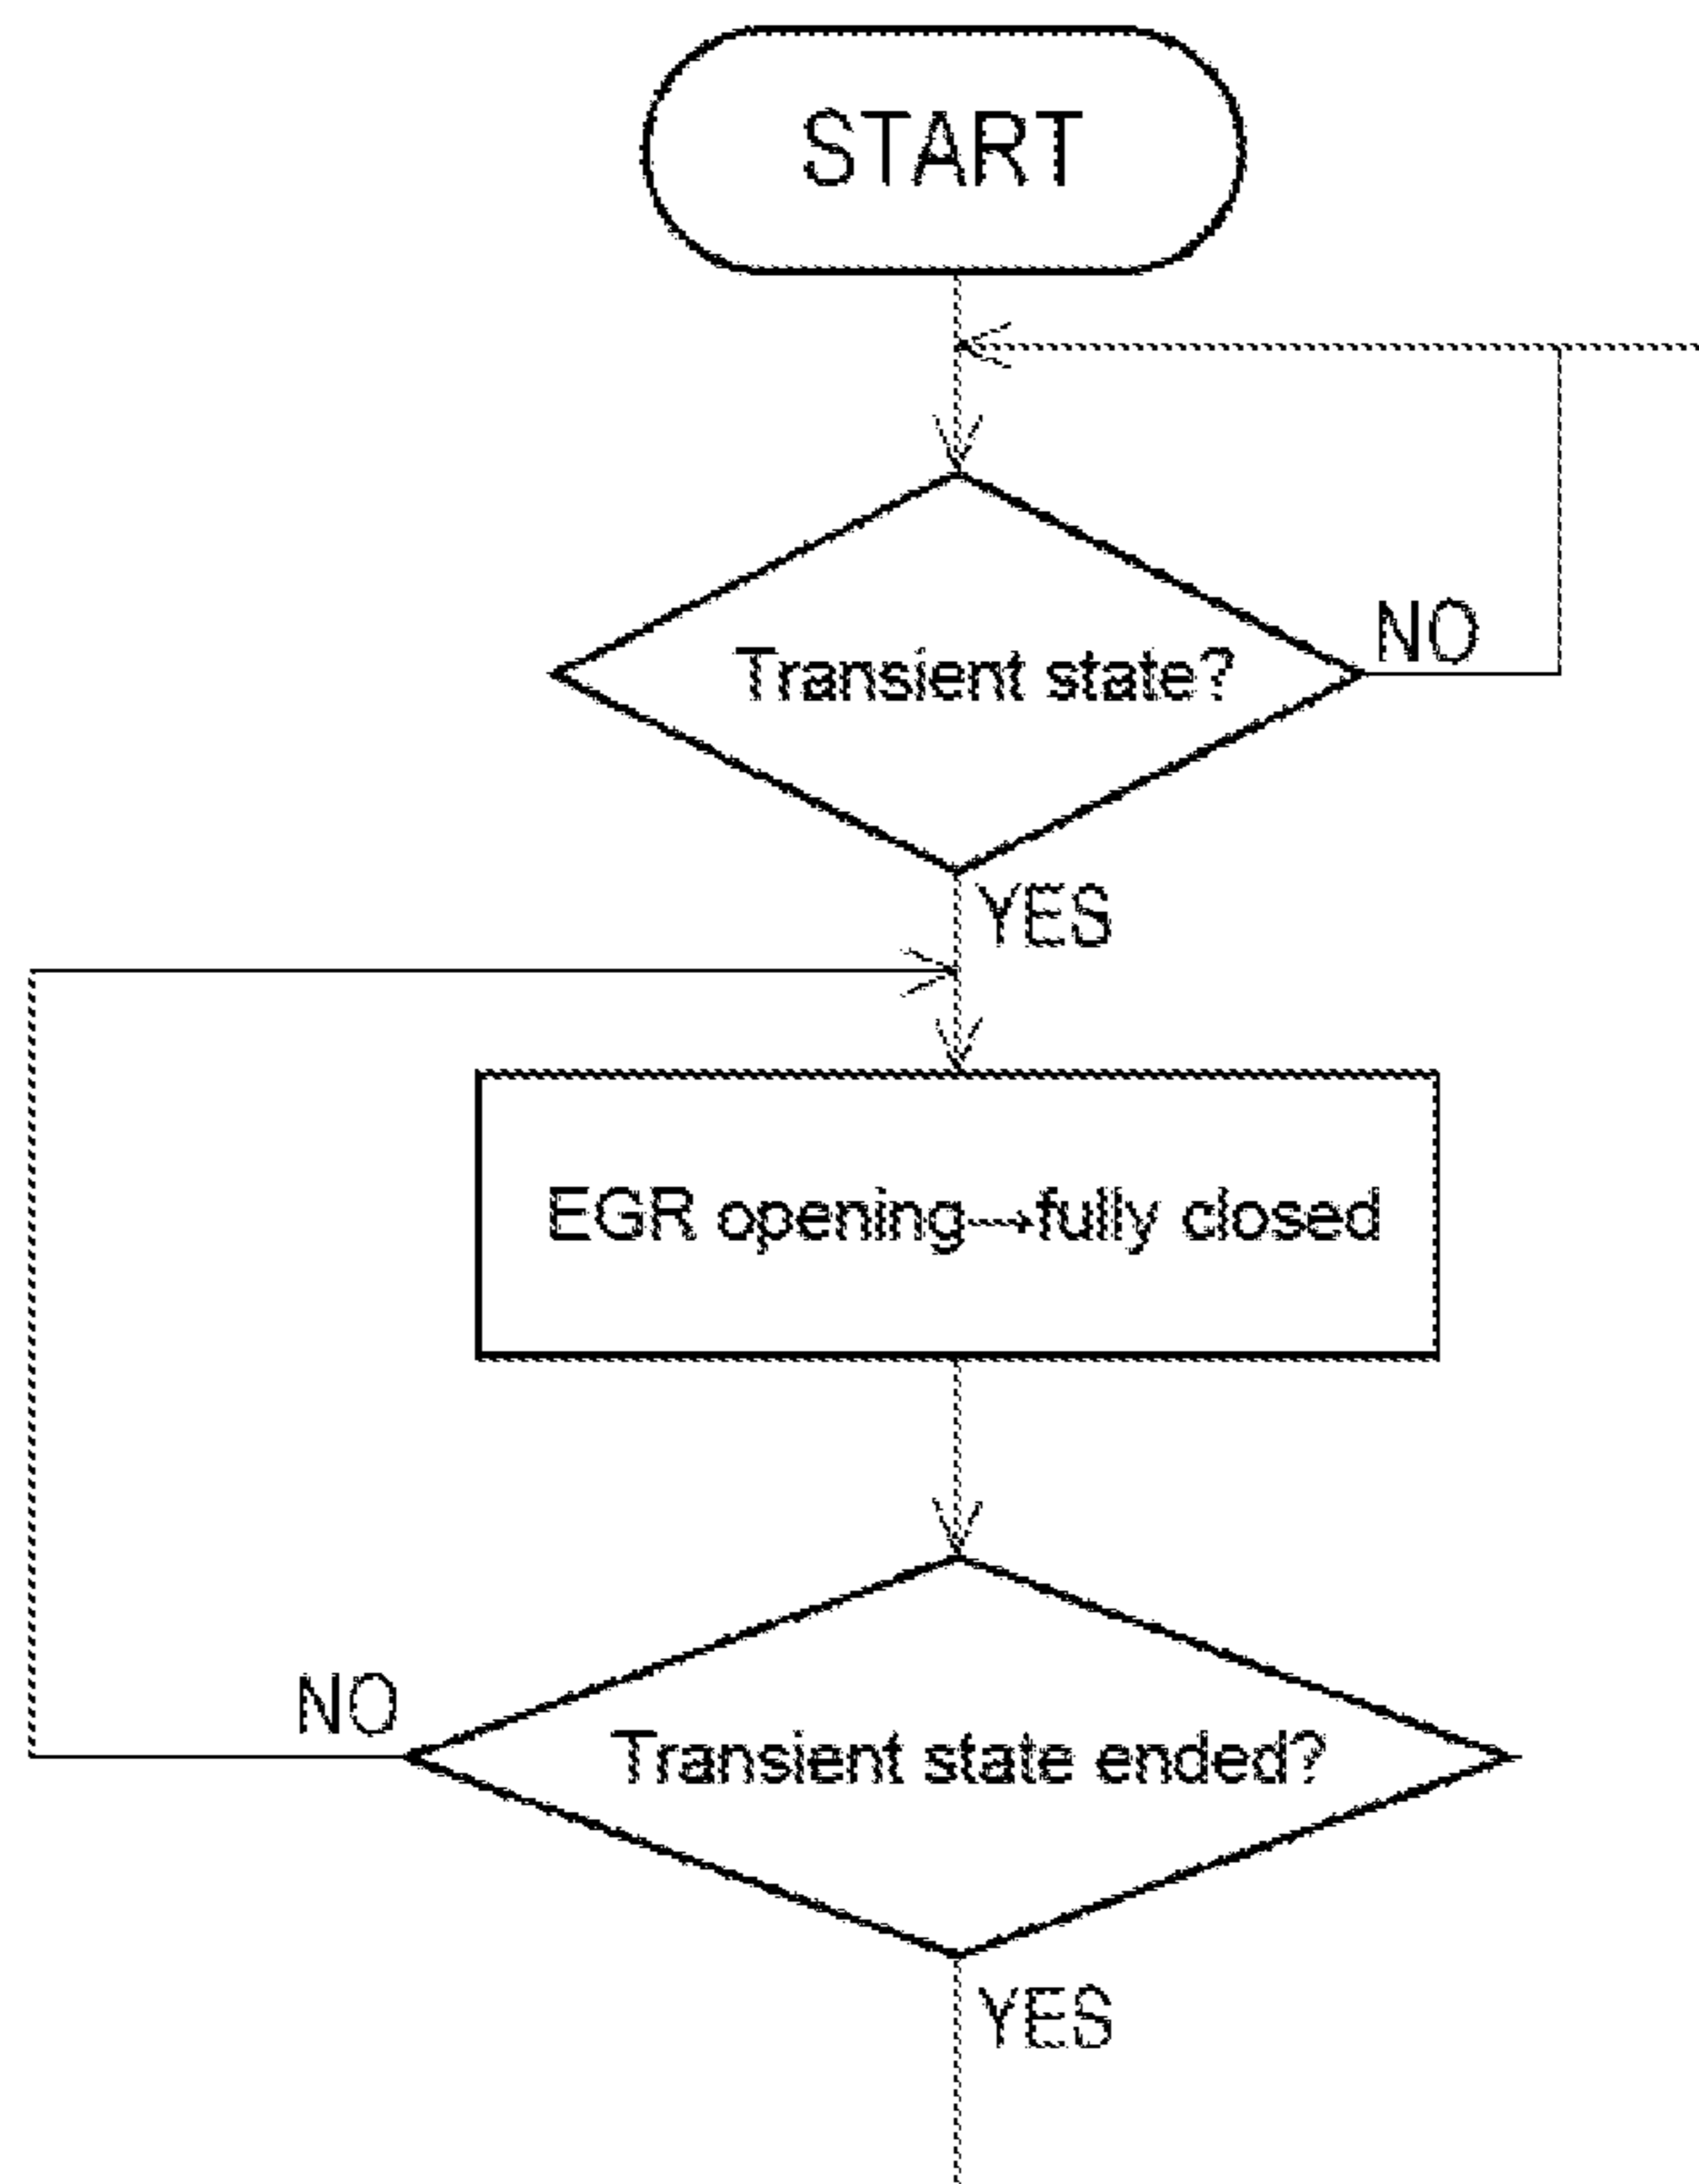 START
Transient state?
NO
YES
EGR opening→fully closed
NO
Transient state ended?
YES